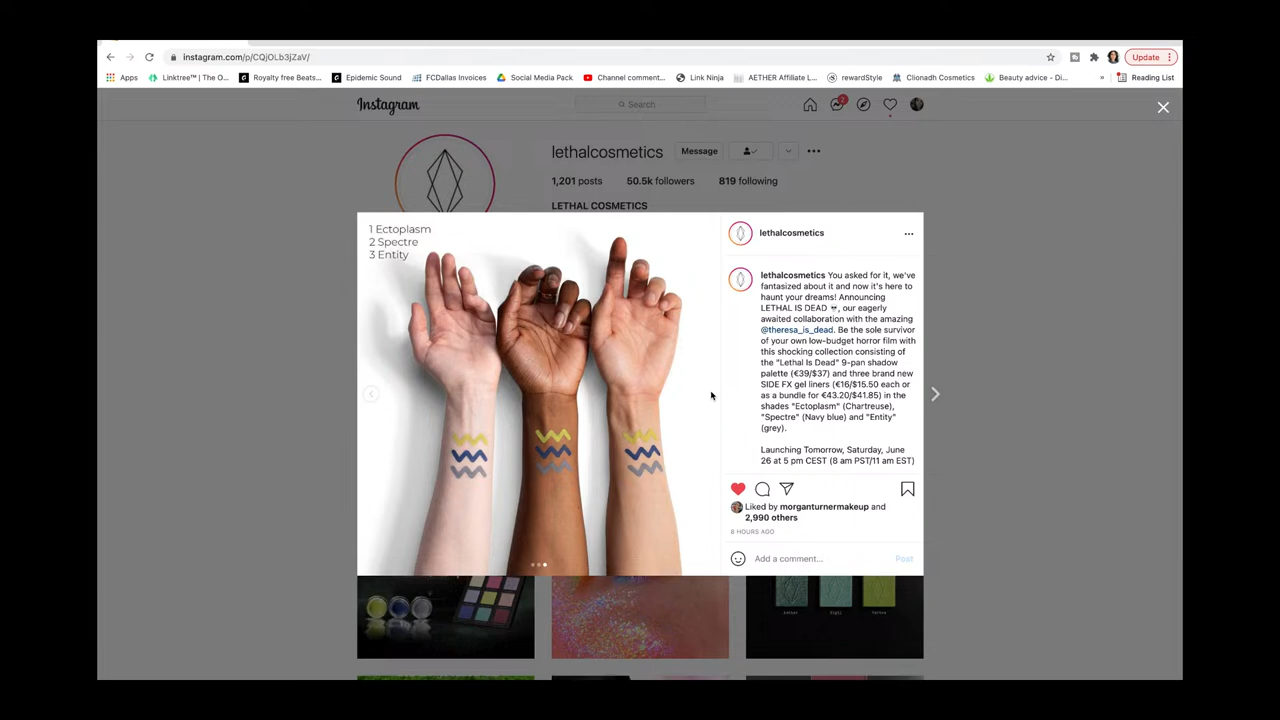 instagram.com/p/CQjOLb3jZaV/
Update
Apps
Linktree™ | The O...
Royalty free Beats...
Epidemic Sound
FCDallas Invoices
Social Media Pack
Channel comment...
Link Ninja
AETHER Affiliate L...
rewardStyle
Clionadh Cosmetics
Beauty advice - Di...
»
Reading List
Instagram
Search
2
lethalcosmetics
Message
1,201 posts 50.5k followers 819 following
LETHAL COSMETICS
1 Ectoplasm
2 Spectre
3 Entity
lethalcosmetics
lethalcosmetics You asked for it, we've
fantasized about it and now it's here to
haunt your dreams! Announcing
LETHAL IS DEAD ☠️, our eagerly
awaited collaboration with the amazing
@theresa_is_dead. Be the sole survivor
of your own low-budget horror film with
this shocking collection consisting of
the "Lethal Is Dead" 9-pan shadow
palette (€39/$37) and three brand new
SIDE FX gel liners (€16/$15.50 each or
as a bundle for €43.20/$41.85) in the
shades "Ectoplasm" (Chartreuse),
"Spectre" (Navy blue) and "Entity"
(grey).
Launching Tomorrow, Saturday, June
26 at 5 pm CEST (8 am PST/11 am EST)
Liked by morganturnermakeup and
2,990 others
8 HOURS AGO
Add a comment...
Post